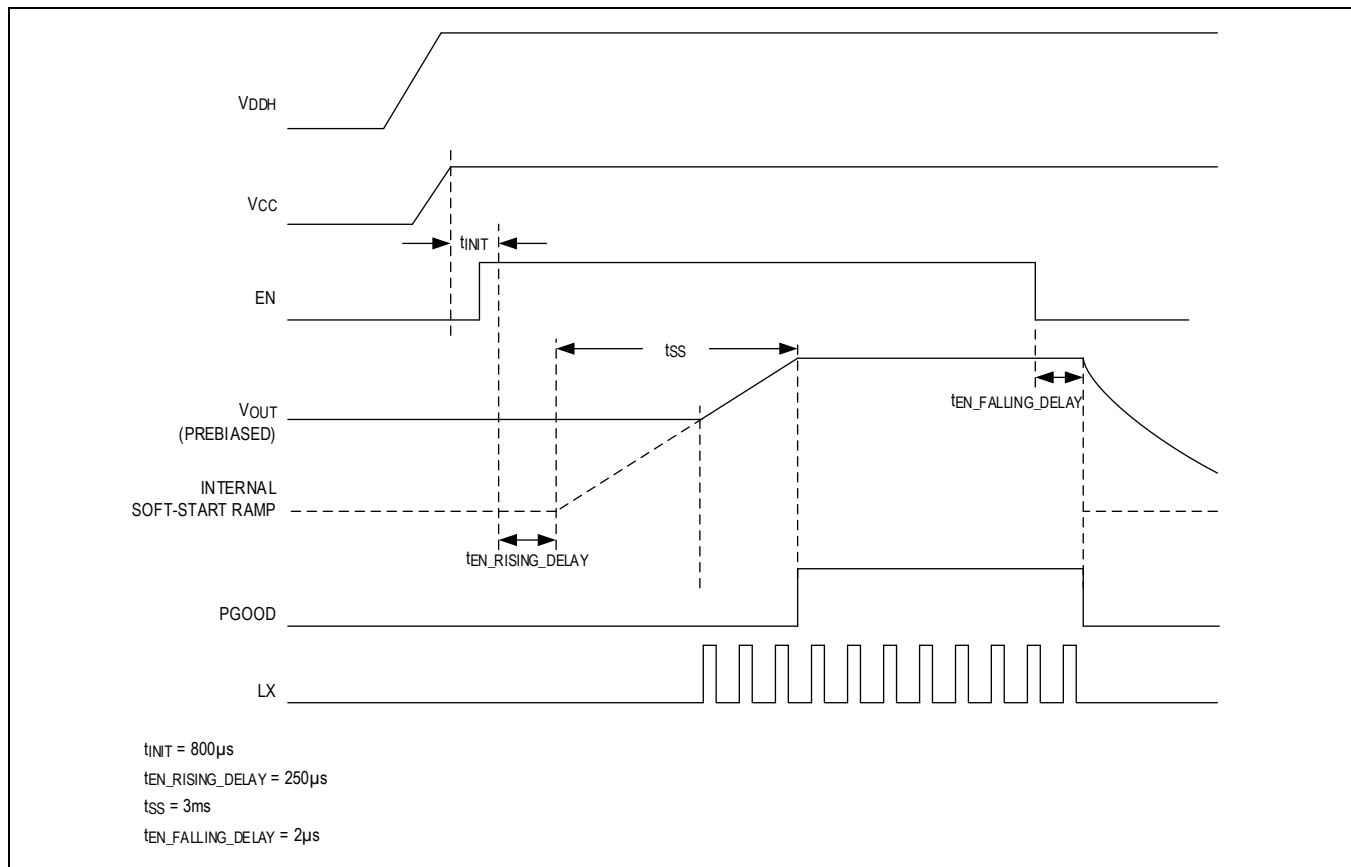 VDDH
VCC
tINIT
EN
tSS
VOUT
(PREBIASED)
tEN_FALLING_DELAY
INTERNAL
SOFT-START RAMP
tEN_RISING_DELAY
PGOOD
LX
tINIT = 800µs
tEN_RISING_DELAY = 250µs
tSS = 3ms
tEN_FALLING_DELAY = 2µs